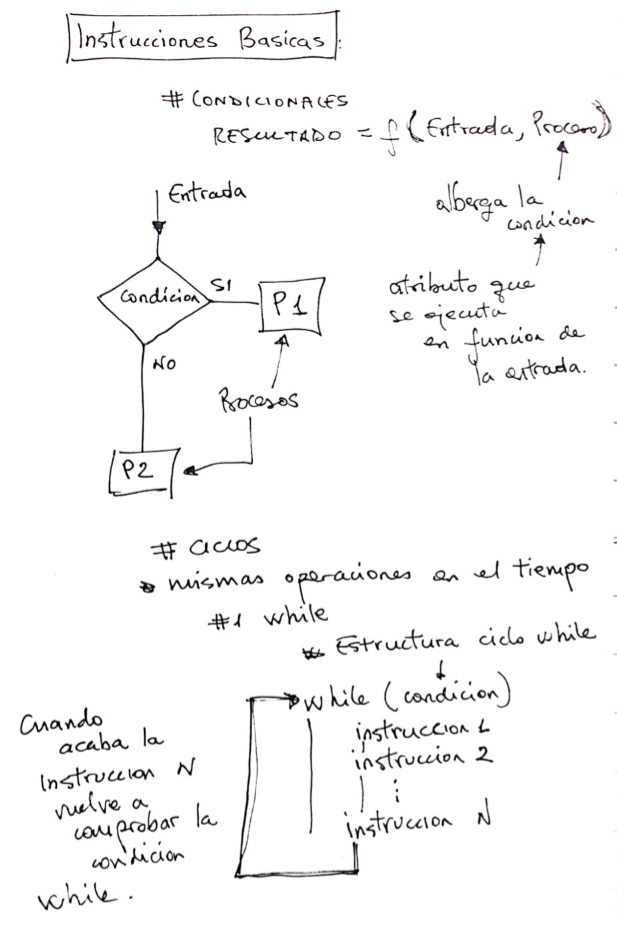 Instrucciones Basicas:
# CONDICIONALES
RESULTADO = f (Entrada, Proceso)
Entrada
alberga la
condicion
Condicion
SI
P1
atributo que
se ejecuta
en funcion de
la entrada.
NO
Procesos
P2
# CICLOS
mismas operaciones en el tiempo
#1 while
* Estructura ciclo while
while (condicion)
instruccion 1
instruccion 2
⋮
instruccion N
Cuando
acaba la
Instruccion N
vuelve a
comprobar la
condicion
while.